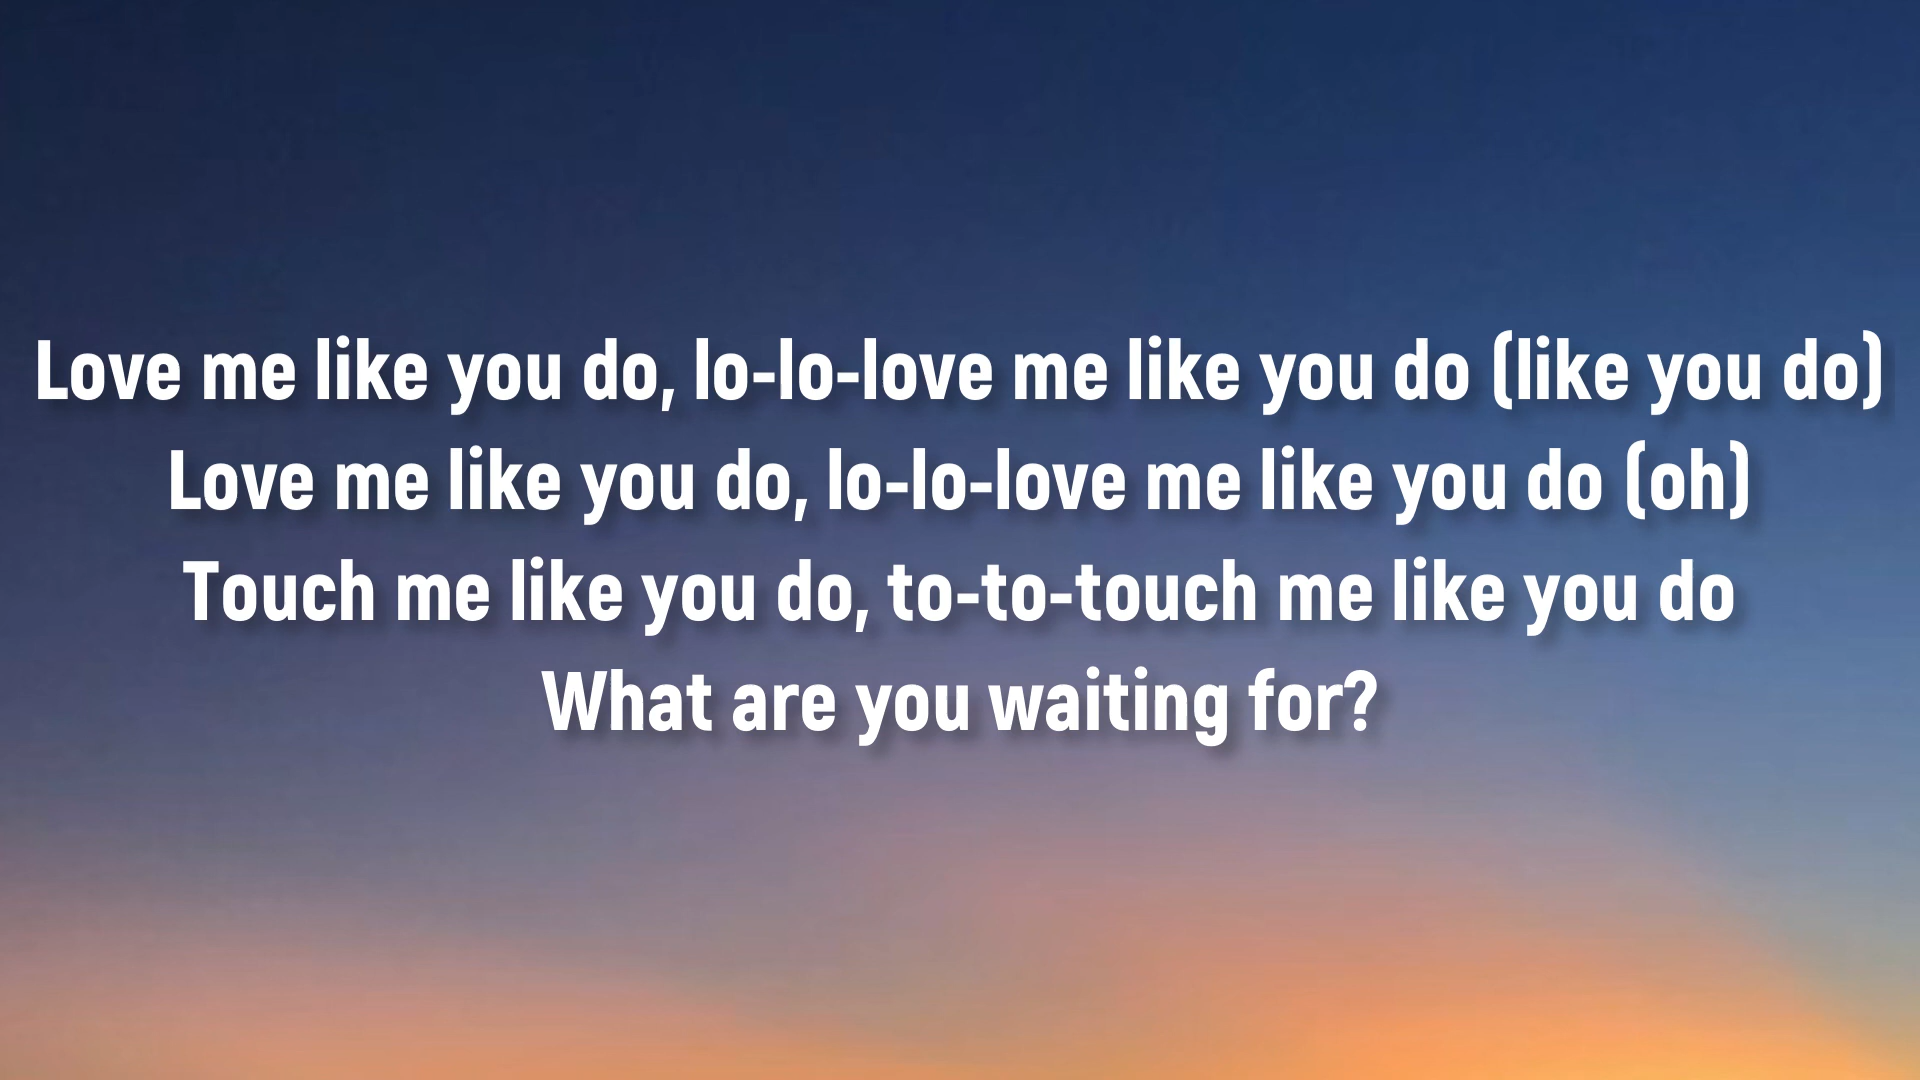 Love me like you do, lo-lo-love me like you do (like you do)
Love me like you do, lo-lo-love me like you do (oh)
Touch me like you do, to-to-touch me like you do
What are you waiting for?